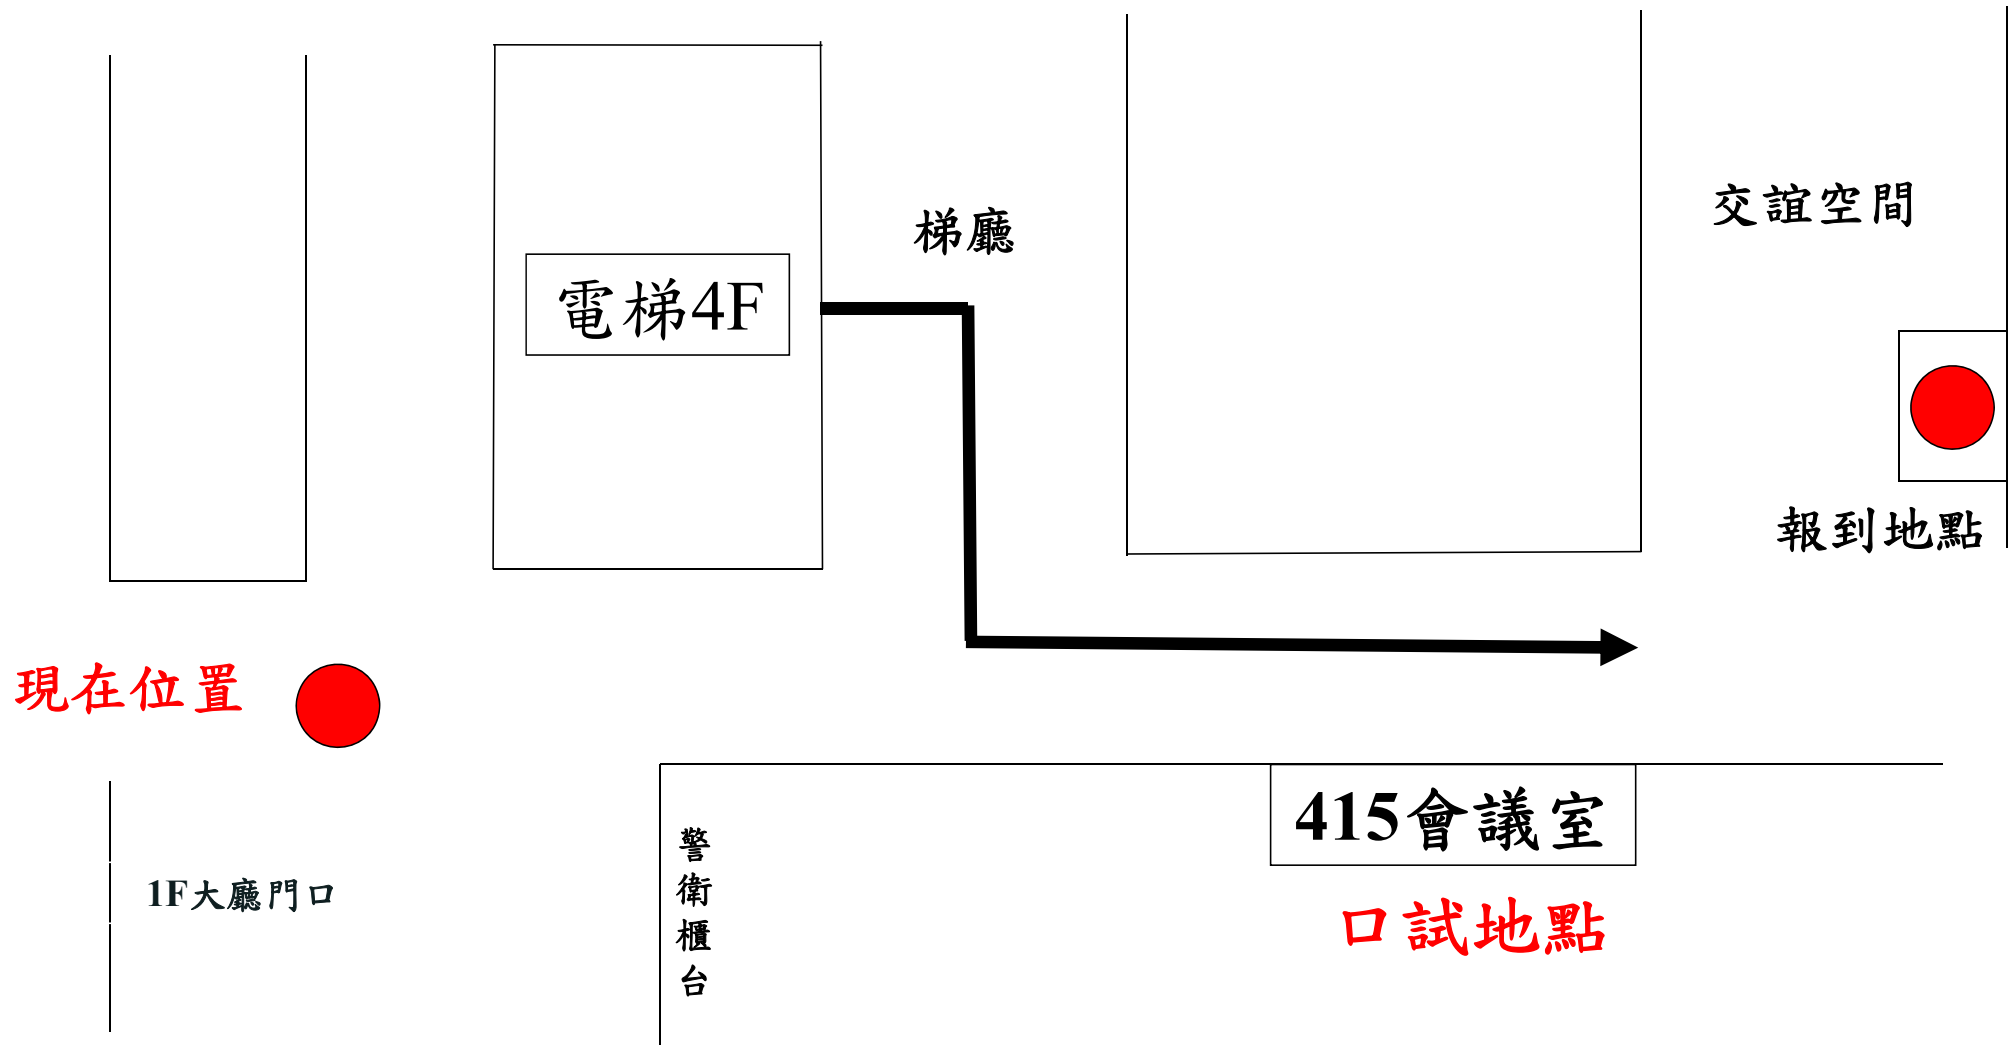 交誼空間
梯廳
電梯4F
報到地點
現在位置
415會議室
警衛櫃台
1F大廳門口
口試地點